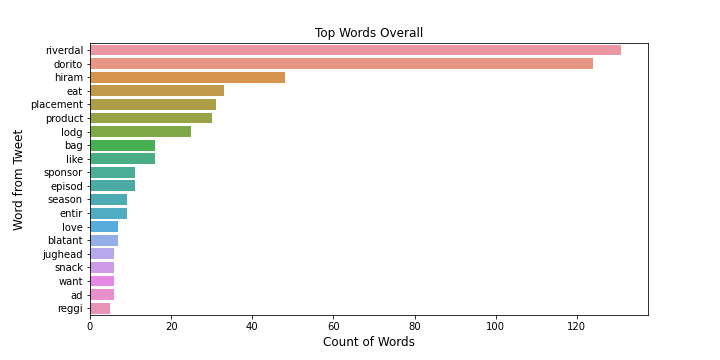 Top Words Overall
riverdal
dorito
hiram
eat
placement
product
lodg
bag
like
sponsor
episod
season
entir
love
blatant
jughead
snack
want
ad
reggi
Word from Tweet
0 20 40 60 80 100 120
Count of Words